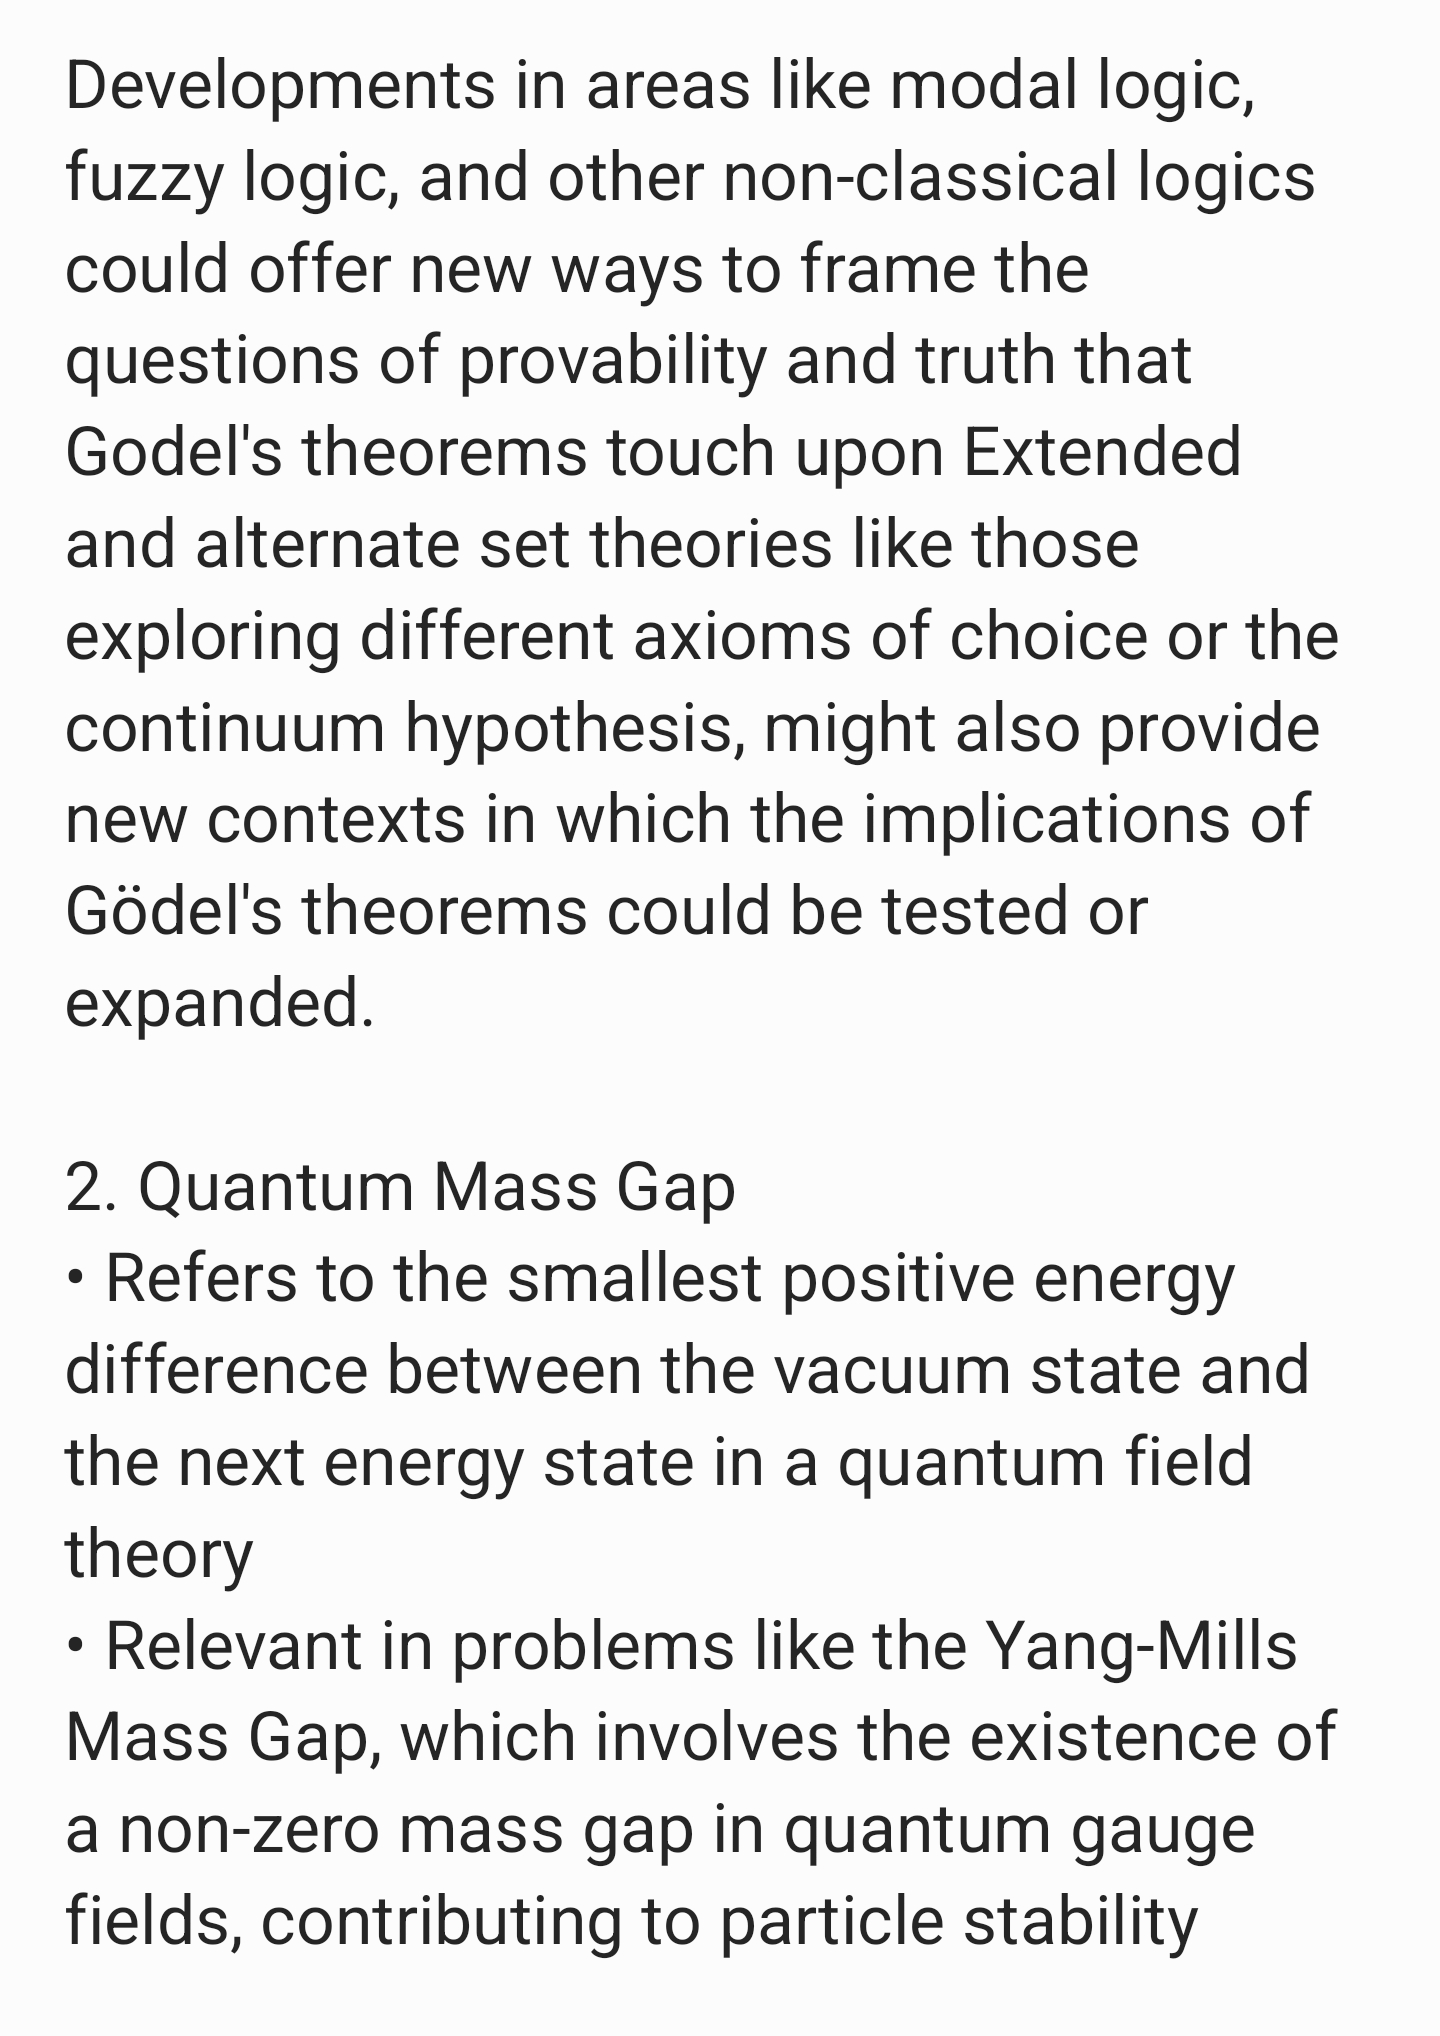 Developments in areas like modal logic,
fuzzy logic, and other non-classical logics
could offer new ways to frame the
questions of provability and truth that
Godel's theorems touch upon Extended
and alternate set theories like those
exploring different axioms of choice or the
continuum hypothesis, might also provide
new contexts in which the implications of
Gödel's theorems could be tested or
expanded.

2. Quantum Mass Gap
• Refers to the smallest positive energy
difference between the vacuum state and
the next energy state in a quantum field
theory
• Relevant in problems like the Yang-Mills
Mass Gap, which involves the existence of
a non-zero mass gap in quantum gauge
fields, contributing to particle stability